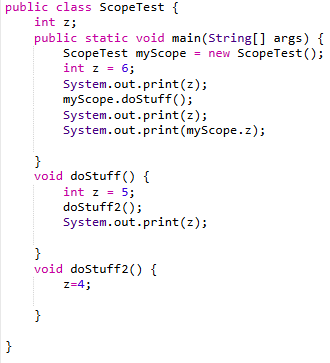 public class ScopeTest {
    int z;
    public static void main(String[] args) {
        ScopeTest myScope = new ScopeTest();
        int z = 6;
        System.out.print(z);
        myScope.doStuff();
        System.out.print(z);
        System.out.print(myScope.z);
    }
    void doStuff() {
        int z = 5;
        doStuff2();
        System.out.print(z);
    }
    void doStuff2() {
        z=4;
    }
}